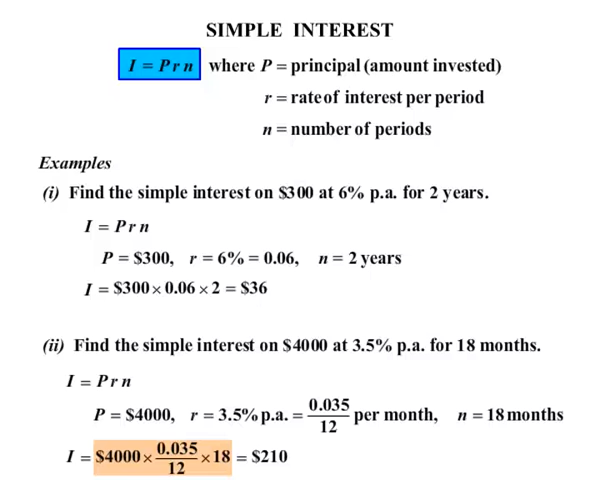 SIMPLE INTEREST
I = P r n where P = principal (amount invested)
r = rate of interest per period
n = number of periods
Examples
(i) Find the simple interest on $300 at 6% p.a. for 2 years.
I = P r n
P = $300, r = 6% = 0.06, n = 2 years
I = $300 × 0.06 × 2 = $36
(ii) Find the simple interest on $4000 at 3.5% p.a. for 18 months.
I = P r n
P = $4000, r = 3.5% p.a. = 0.035/12 per month, n = 18 months
I = $4000 × 0.035/12 × 18 = $210